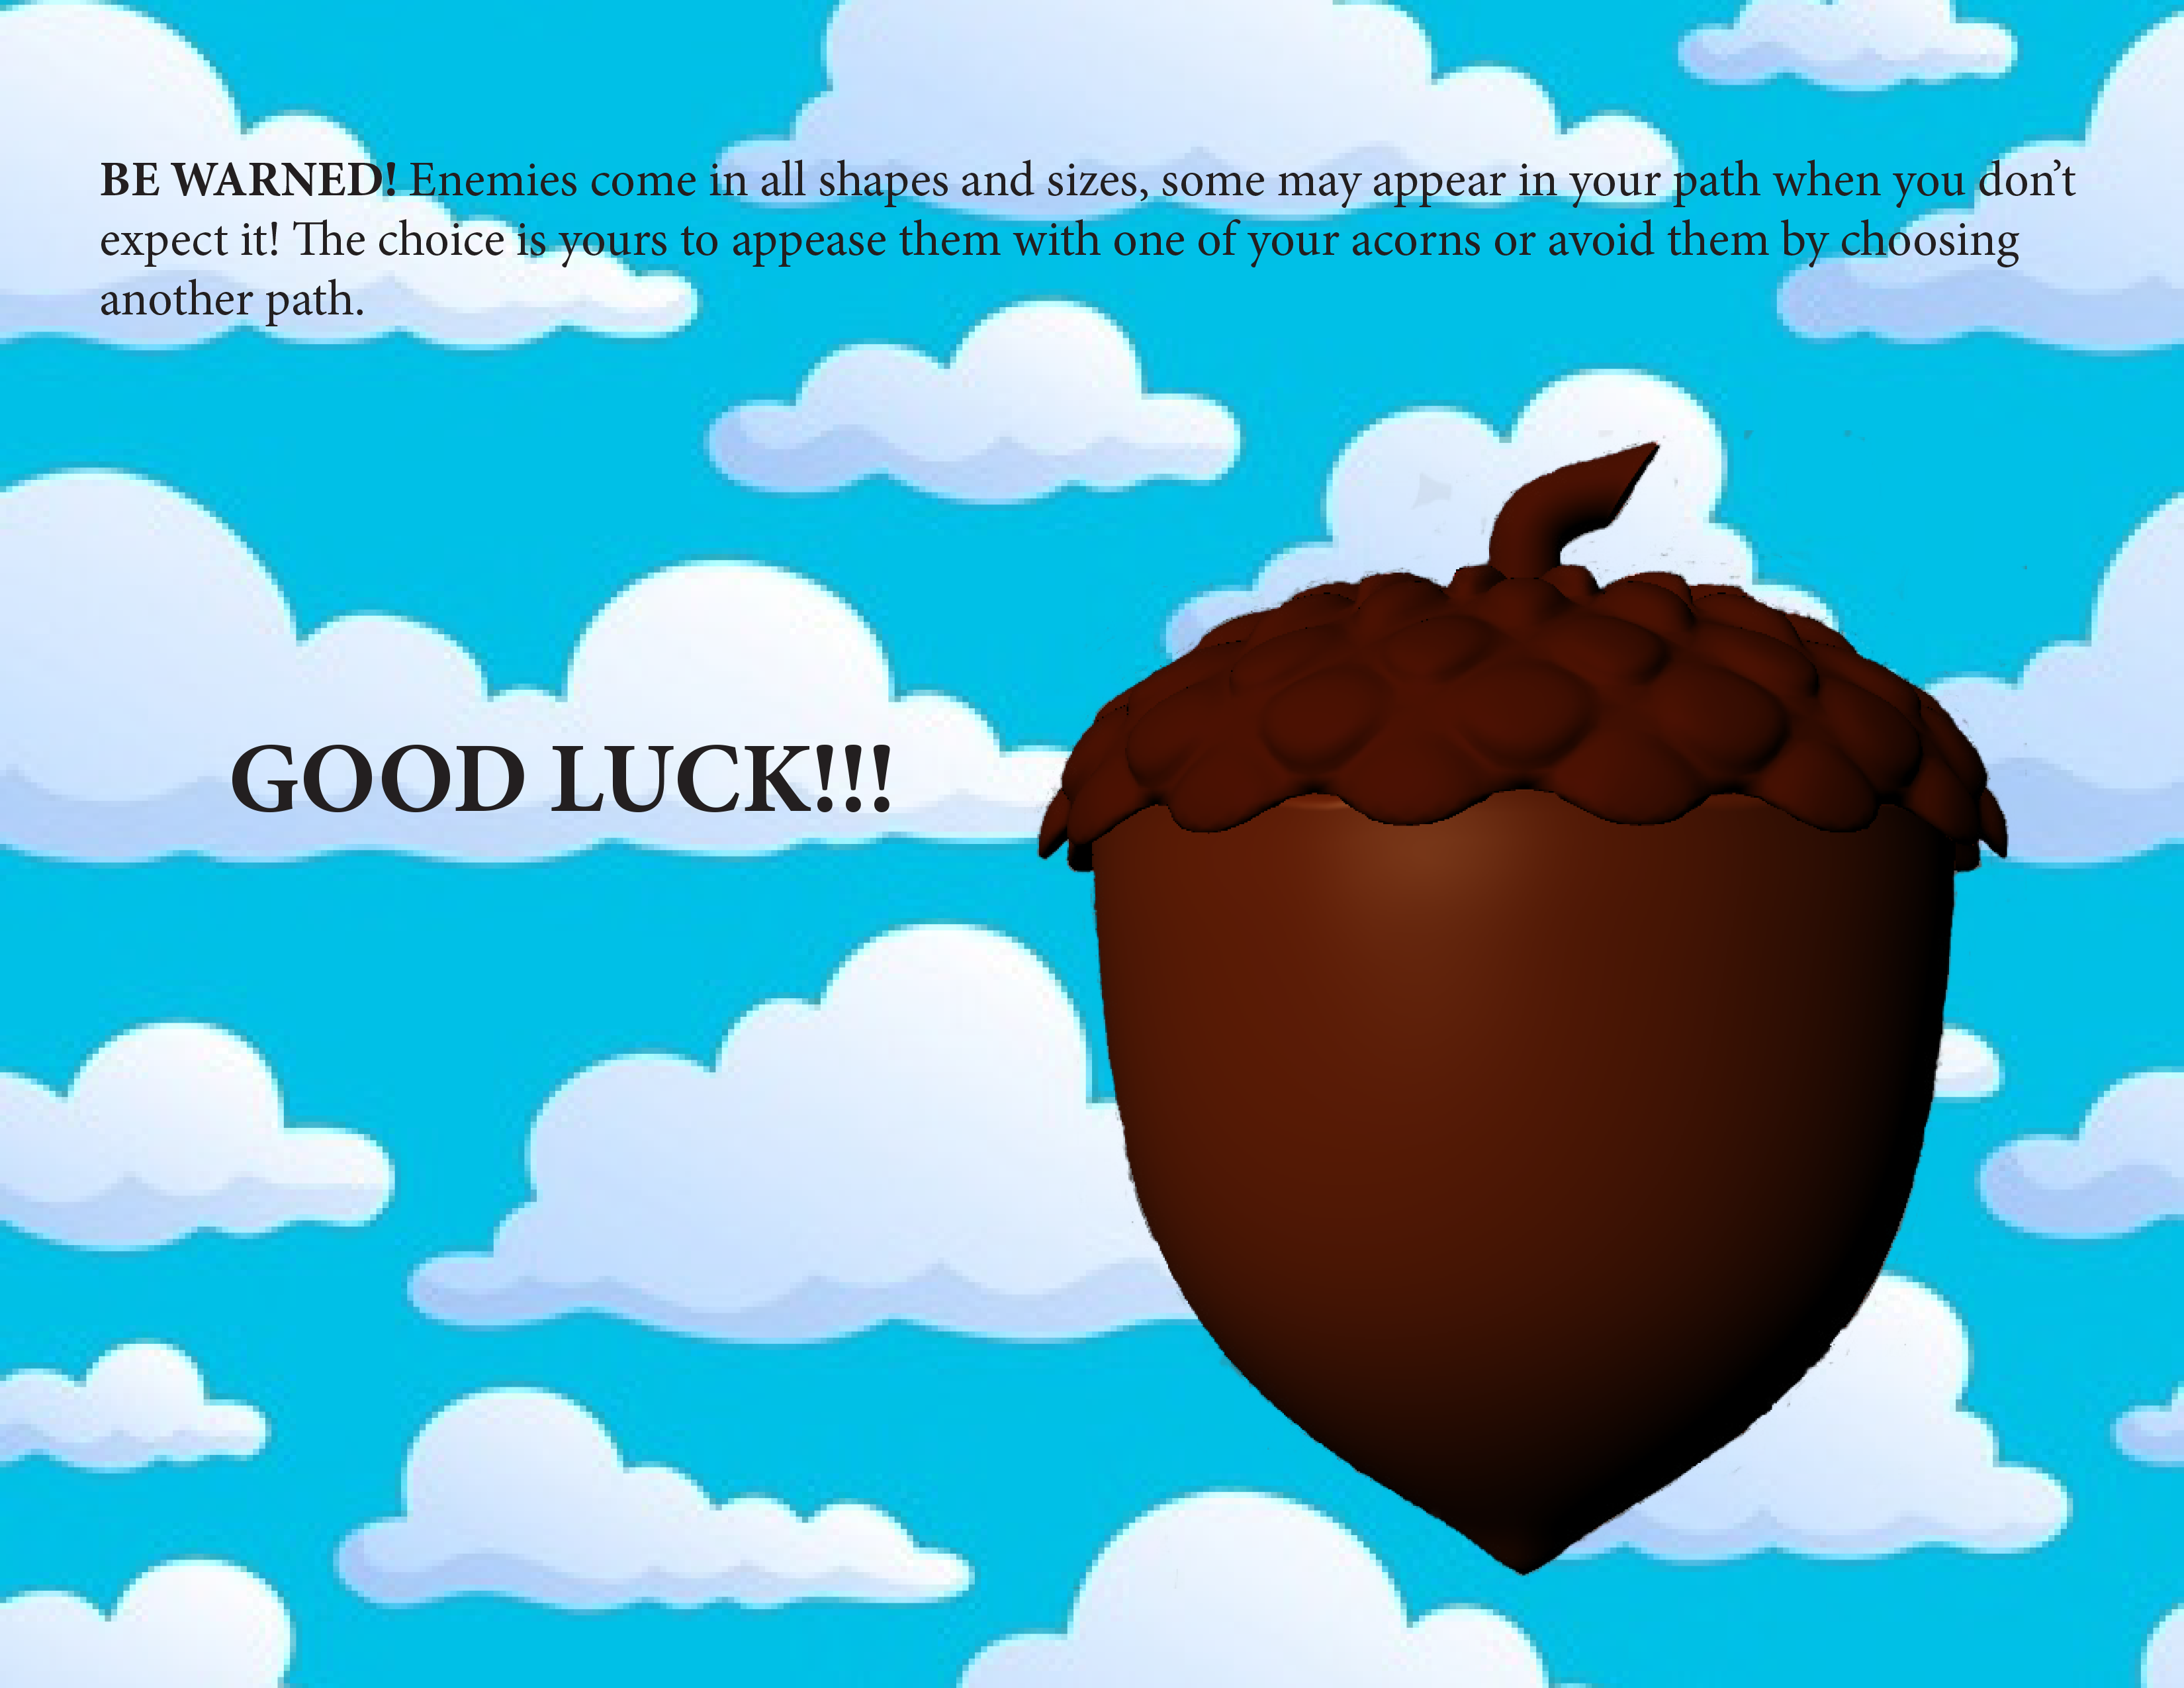 BE WARNED! Enemies come in all shapes and sizes, some may appear in your path when you don’t
expect it! The choice is yours to appease them with one of your acorns or avoid them by choosing
another path.
GOOD LUCK!!!